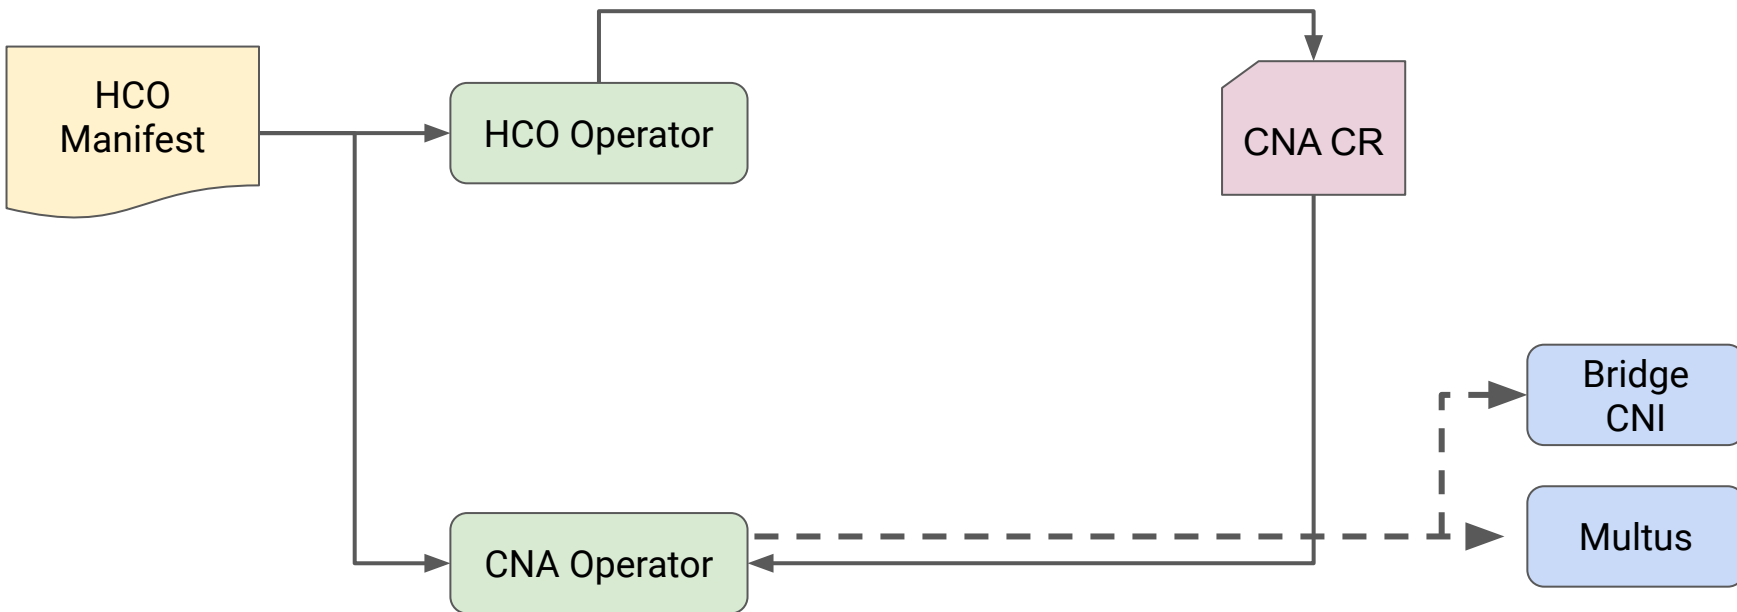 HCO
Manifest
HCO Operator
CNA CR
Bridge
CNI
CNA Operator
Multus